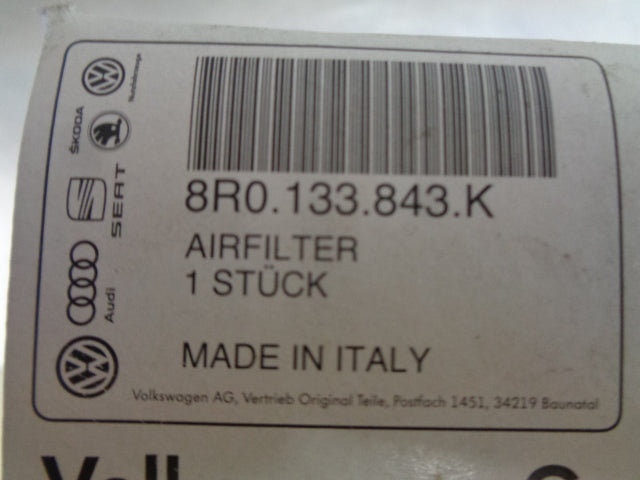 8R0.133.843.K
AIRFILTER
1 STÜCK
MADE IN ITALY
Volkswagen AG, Vertrieb Original Teile, Postfach 1451, 34219 Baunatal
Nutzfahrzeuge
ŠKODA
SEAT
Audi